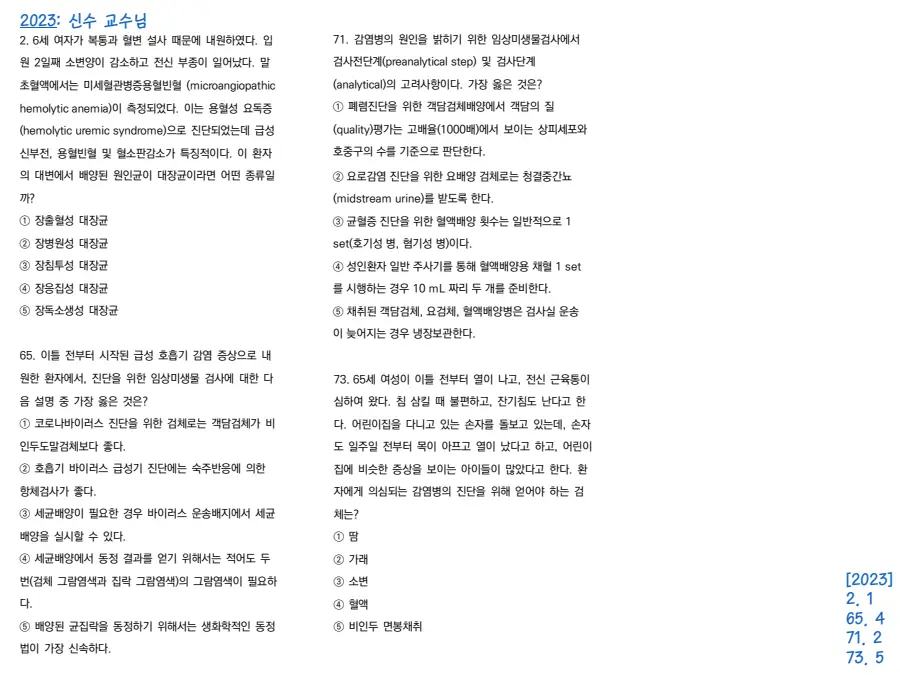 2023: 신수 교수님
2. 6세 여자가 복통과 혈변 설사 때문에 내원하였다. 입
원 2일째 소변양이 감소하고 전신 부종이 일어났다. 말
초혈액에서는 미세혈관병증용혈빈혈 (microangiopathic
hemolytic anemia)이 측정되었다. 이는 용혈성 요독증
(hemolytic uremic syndrome)으로 진단되었는데 급성
신부전, 용혈빈혈 및 혈소판감소가 특징적이다. 이 환자
의 대변에서 배양된 원인균이 대장균이라면 어떤 종류일
까?
① 장출혈성 대장균
② 장병원성 대장균
③ 장침투성 대장균
④ 장응집성 대장균
⑤ 장독소생성 대장균
65. 이틀 전부터 시작된 급성 호흡기 감염 증상으로 내
원한 환자에서, 진단을 위한 임상미생물 검사에 대한 다
음 설명 중 가장 옳은 것은?
① 코로나바이러스 진단을 위한 검체로는 객담검체가 비
인두도말검체보다 좋다.
② 호흡기 바이러스 급성기 진단에는 숙주반응에 의한
항체검사가 좋다.
③ 세균배양이 필요한 경우 바이러스 운송배지에서 세균
배양을 실시할 수 있다.
④ 세균배양에서 동정 결과를 얻기 위해서는 적어도 두
번(검체 그람염색과 집락 그람염색)의 그람염색이 필요하
다.
⑤ 배양된 균집락을 동정하기 위해서는 생화학적인 동정
법이 가장 신속하다.
71. 감염병의 원인을 밝히기 위한 임상미생물검사에서
검사전단계(preanalytical step) 및 검사단계
(analytical)의 고려사항이다. 가장 옳은 것은?
① 폐렴진단을 위한 객담검체배양에서 객담의 질
(quality)평가는 고배율(1000배)에서 보이는 상피세포와
호중구의 수를 기준으로 판단한다.
② 요로감염 진단을 위한 요배양 검체로는 청결중간뇨
(midstream urine)를 받도록 한다.
③ 균혈증 진단을 위한 혈액배양 횟수는 일반적으로 1
set(호기성 병, 혐기성 병)이다.
④ 성인환자 일반 주사기를 통해 혈액배양용 채혈 1 set
를 시행하는 경우 10 mL 짜리 두 개를 준비한다.
⑤ 채취된 객담검체, 요검체, 혈액배양병은 검사실 운송
이 늦어지는 경우 냉장보관한다.
73. 65세 여성이 이틀 전부터 열이 나고, 전신 근육통이
심하여 왔다. 침 삼킬 때 불편하고, 잔기침도 난다고 한
다. 어린이집을 다니고 있는 손자를 돌보고 있는데, 손자
도 일주일 전부터 목이 아프고 열이 났다고 하고, 어린이
집에 비슷한 증상을 보이는 아이들이 많았다고 한다. 환
자에게 의심되는 감염병의 진단을 위해 얻어야 하는 검
체는?
① 땀
② 가래
③ 소변
④ 혈액
⑤ 비인두 면봉채취
[2023]
2. 1
65. 4
71. 2
73. 5